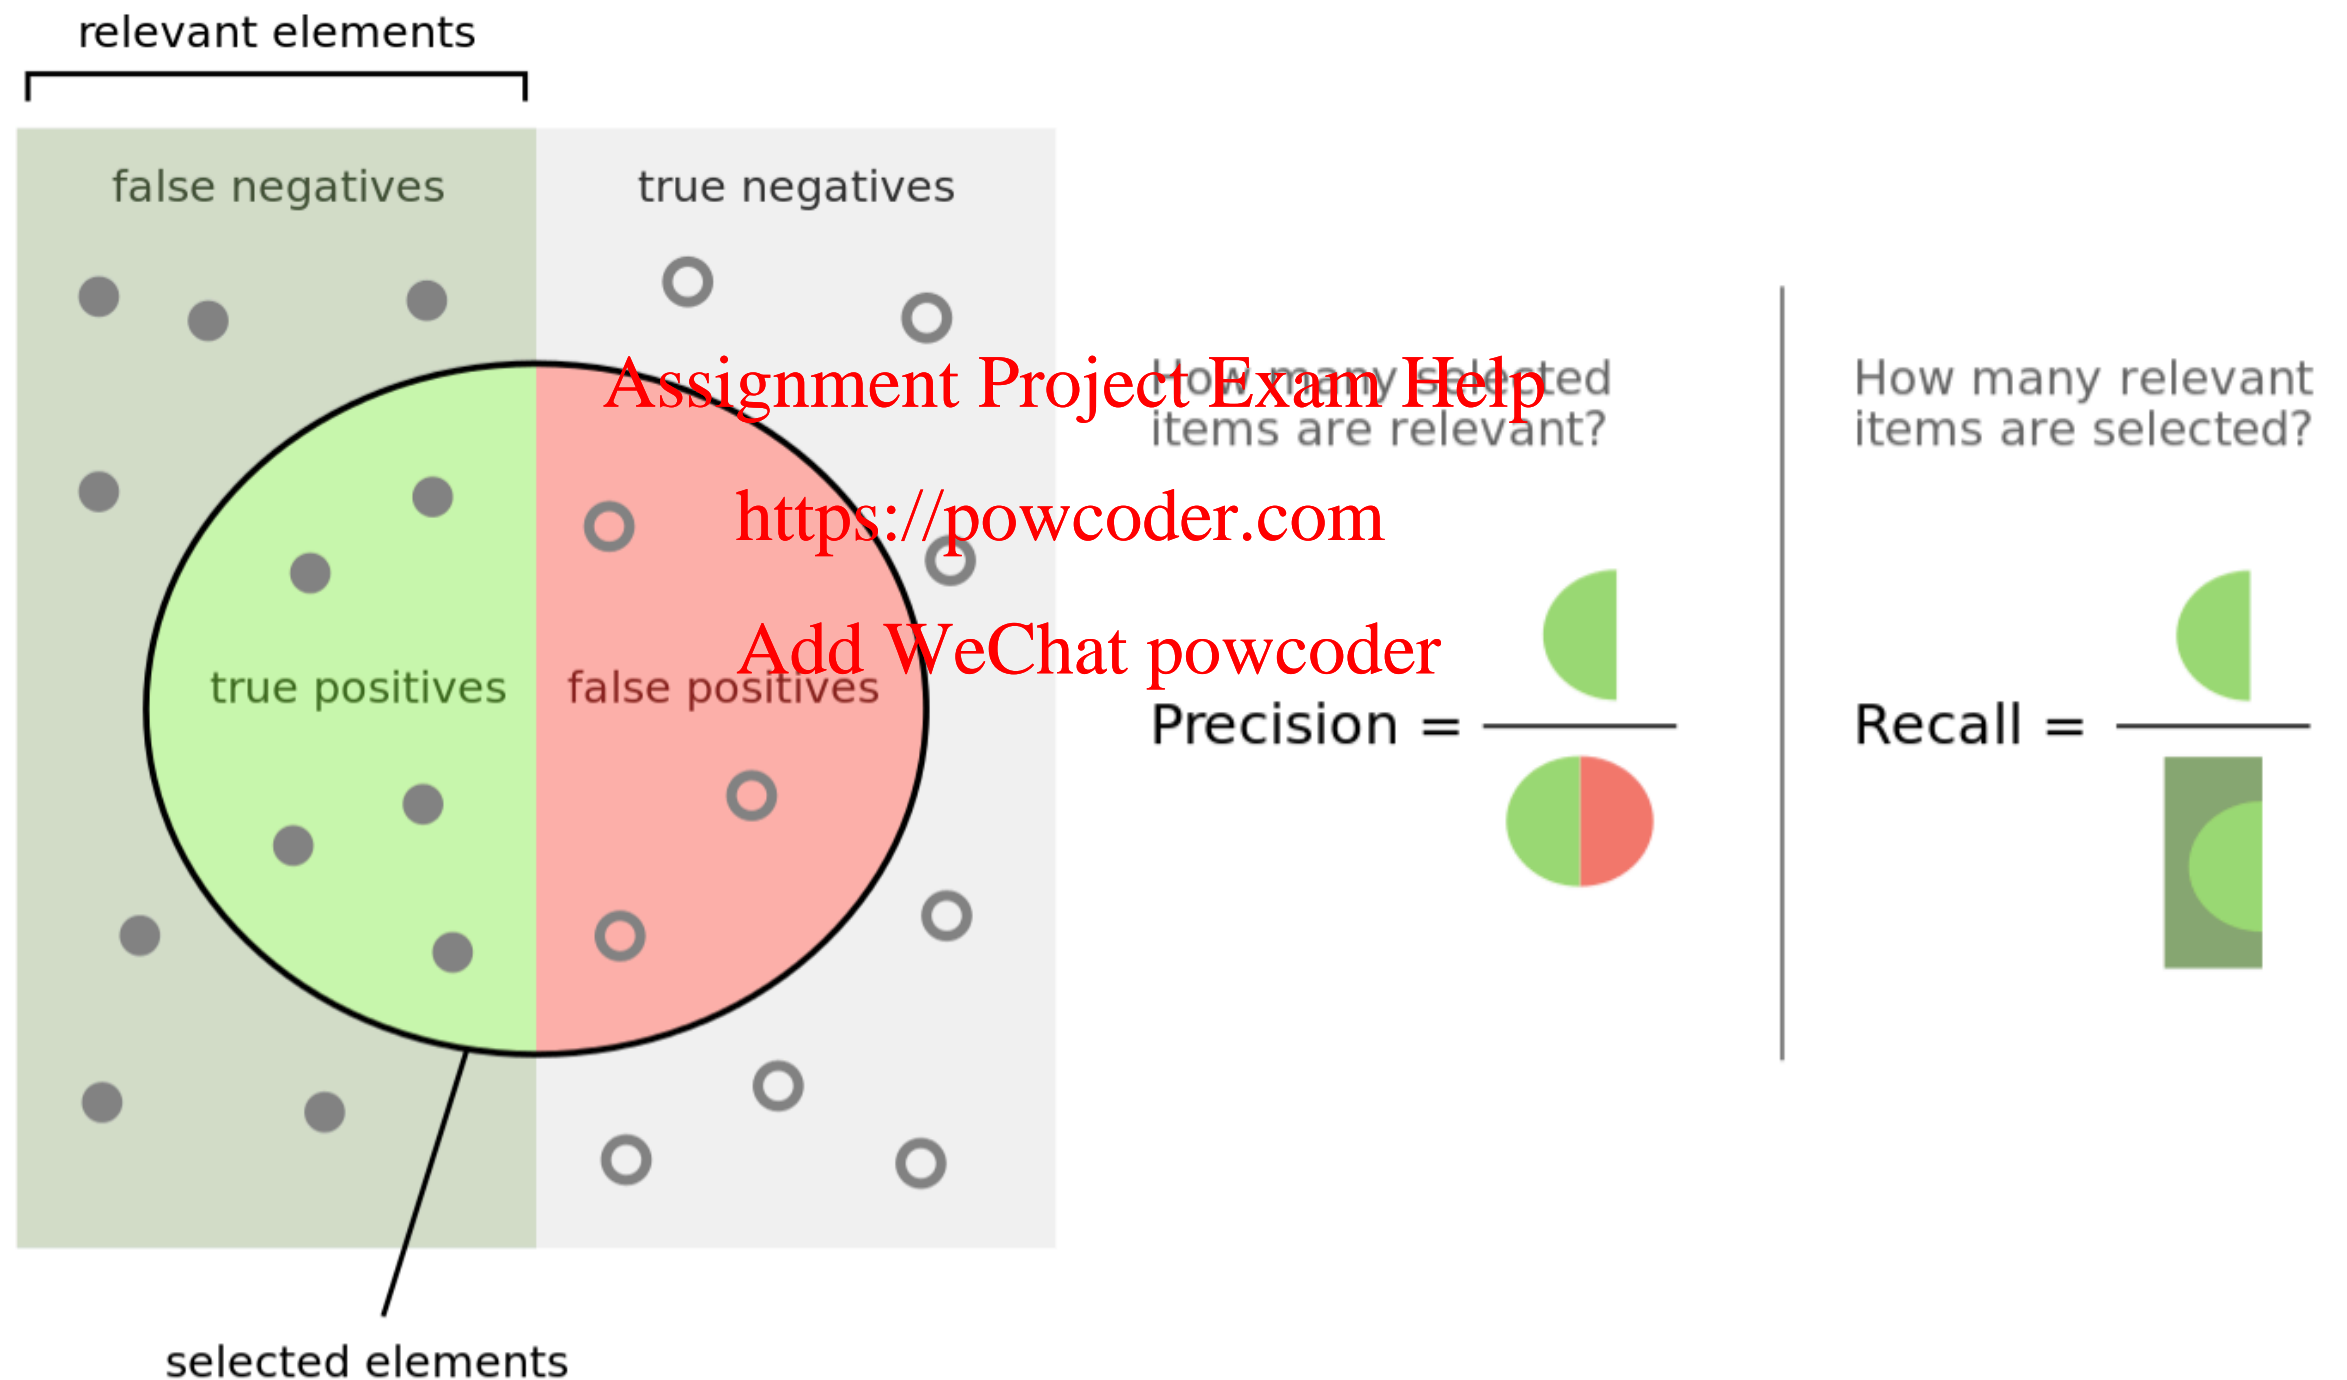 relevant elements
false negatives
true negatives
Assignment Project Exam Help
How many selected
items are relevant?
How many relevant
items are selected?
https://powcoder.com
Add WeChat powcoder
true positives
false positives
Precision =
Recall =
selected elements